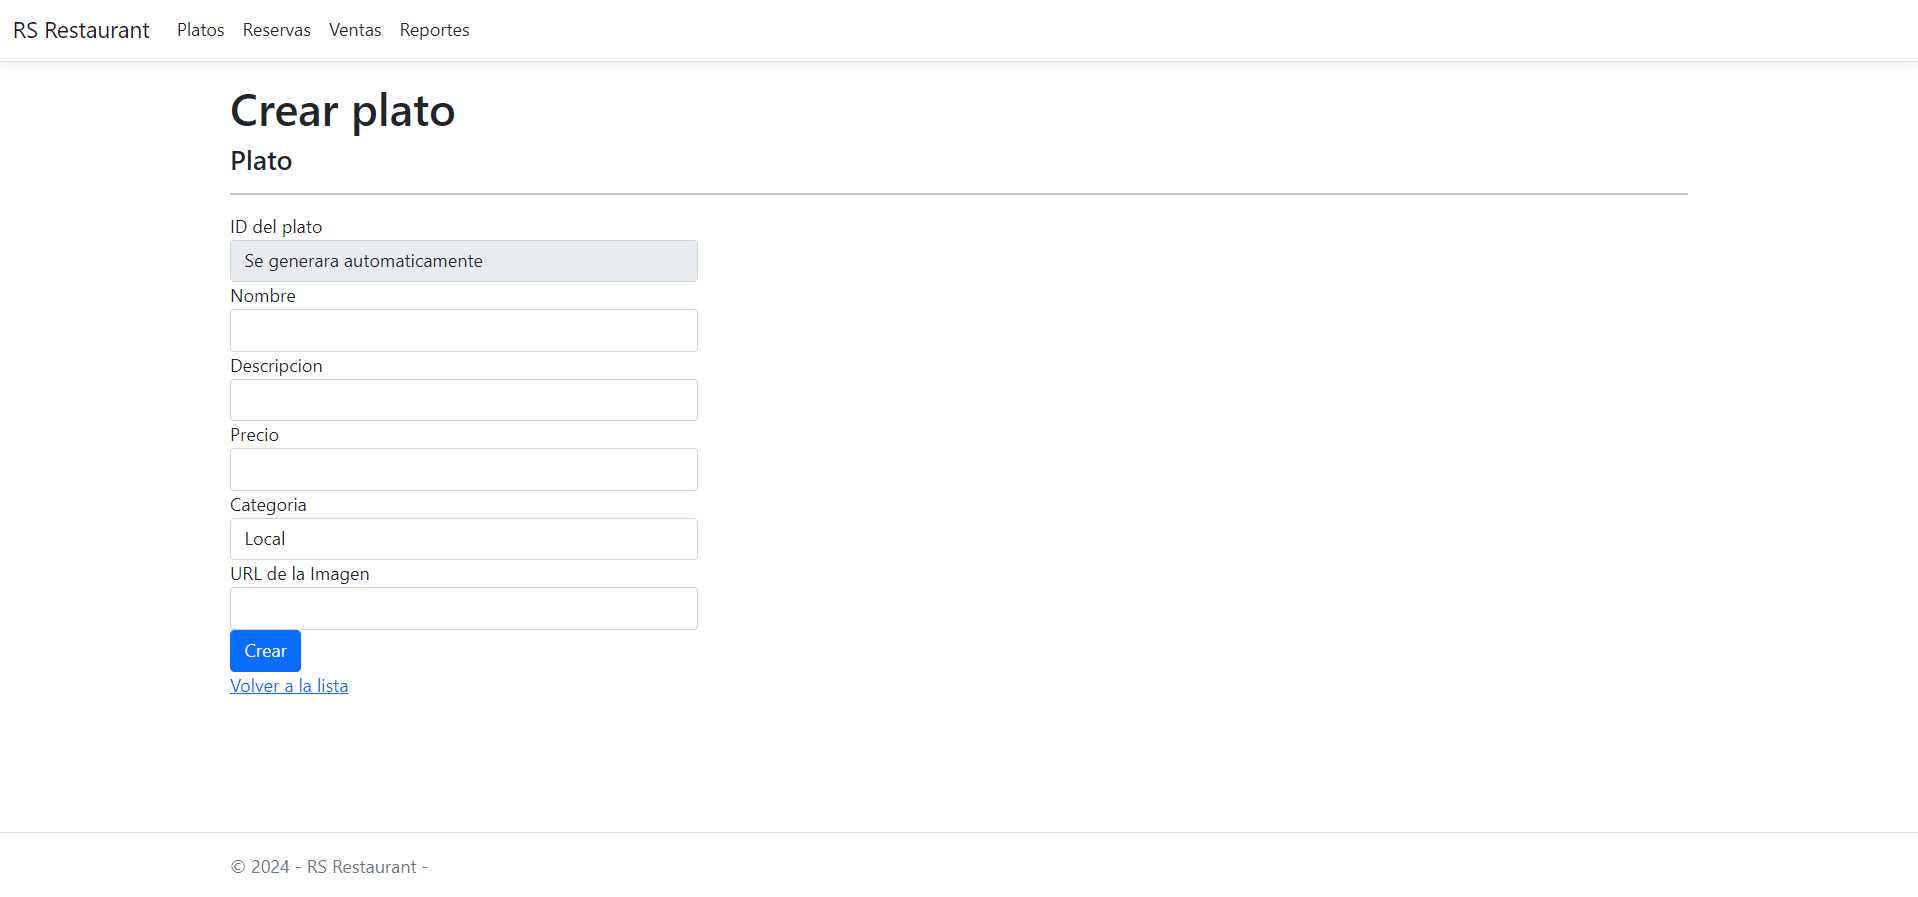 RS Restaurant Platos Reservas Ventas Reportes
Crear plato
Plato
ID del plato
Se generara automaticamente
Nombre
Descripcion
Precio
Categoria
Local
URL de la Imagen
Crear
Volver a la lista
© 2024 - RS Restaurant -